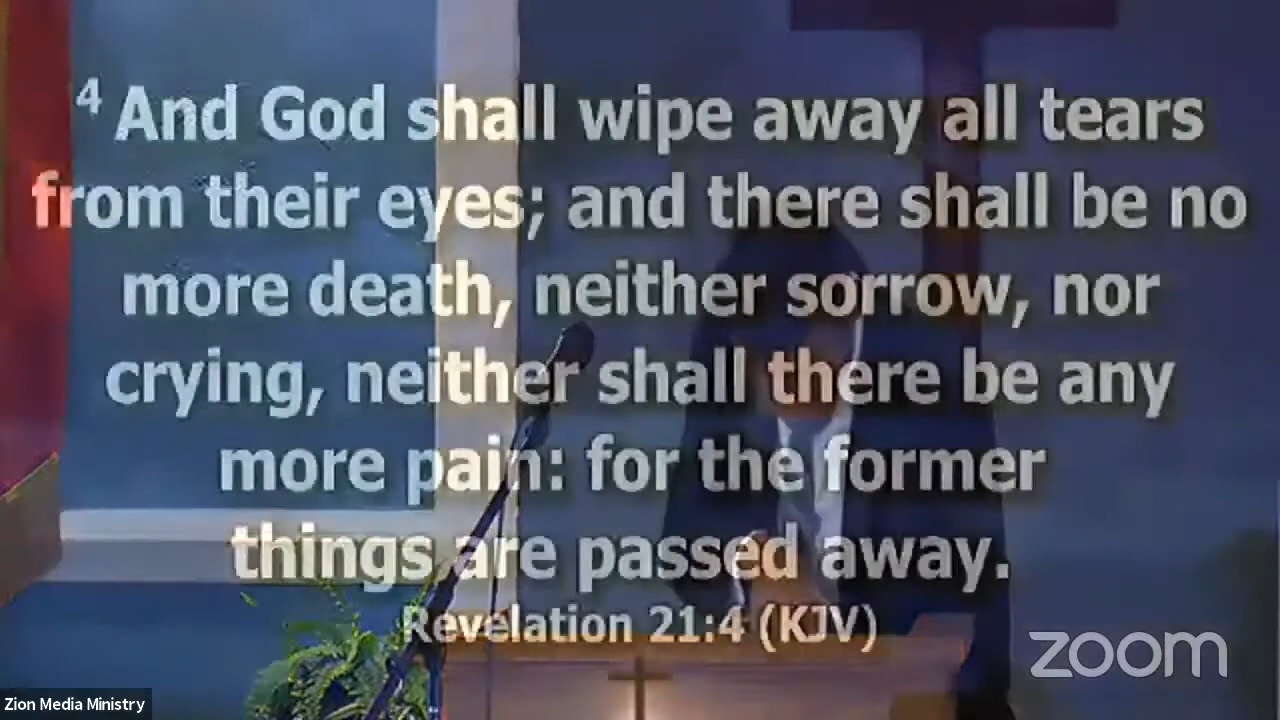 4 And God shall wipe away all tears
from their eyes; and there shall be no
more death, neither sorrow, nor
crying, neither shall there be any
more pain: for the former
things are passed away.
Revelation 21:4 (KJV)
zoom
Zion Media Ministry